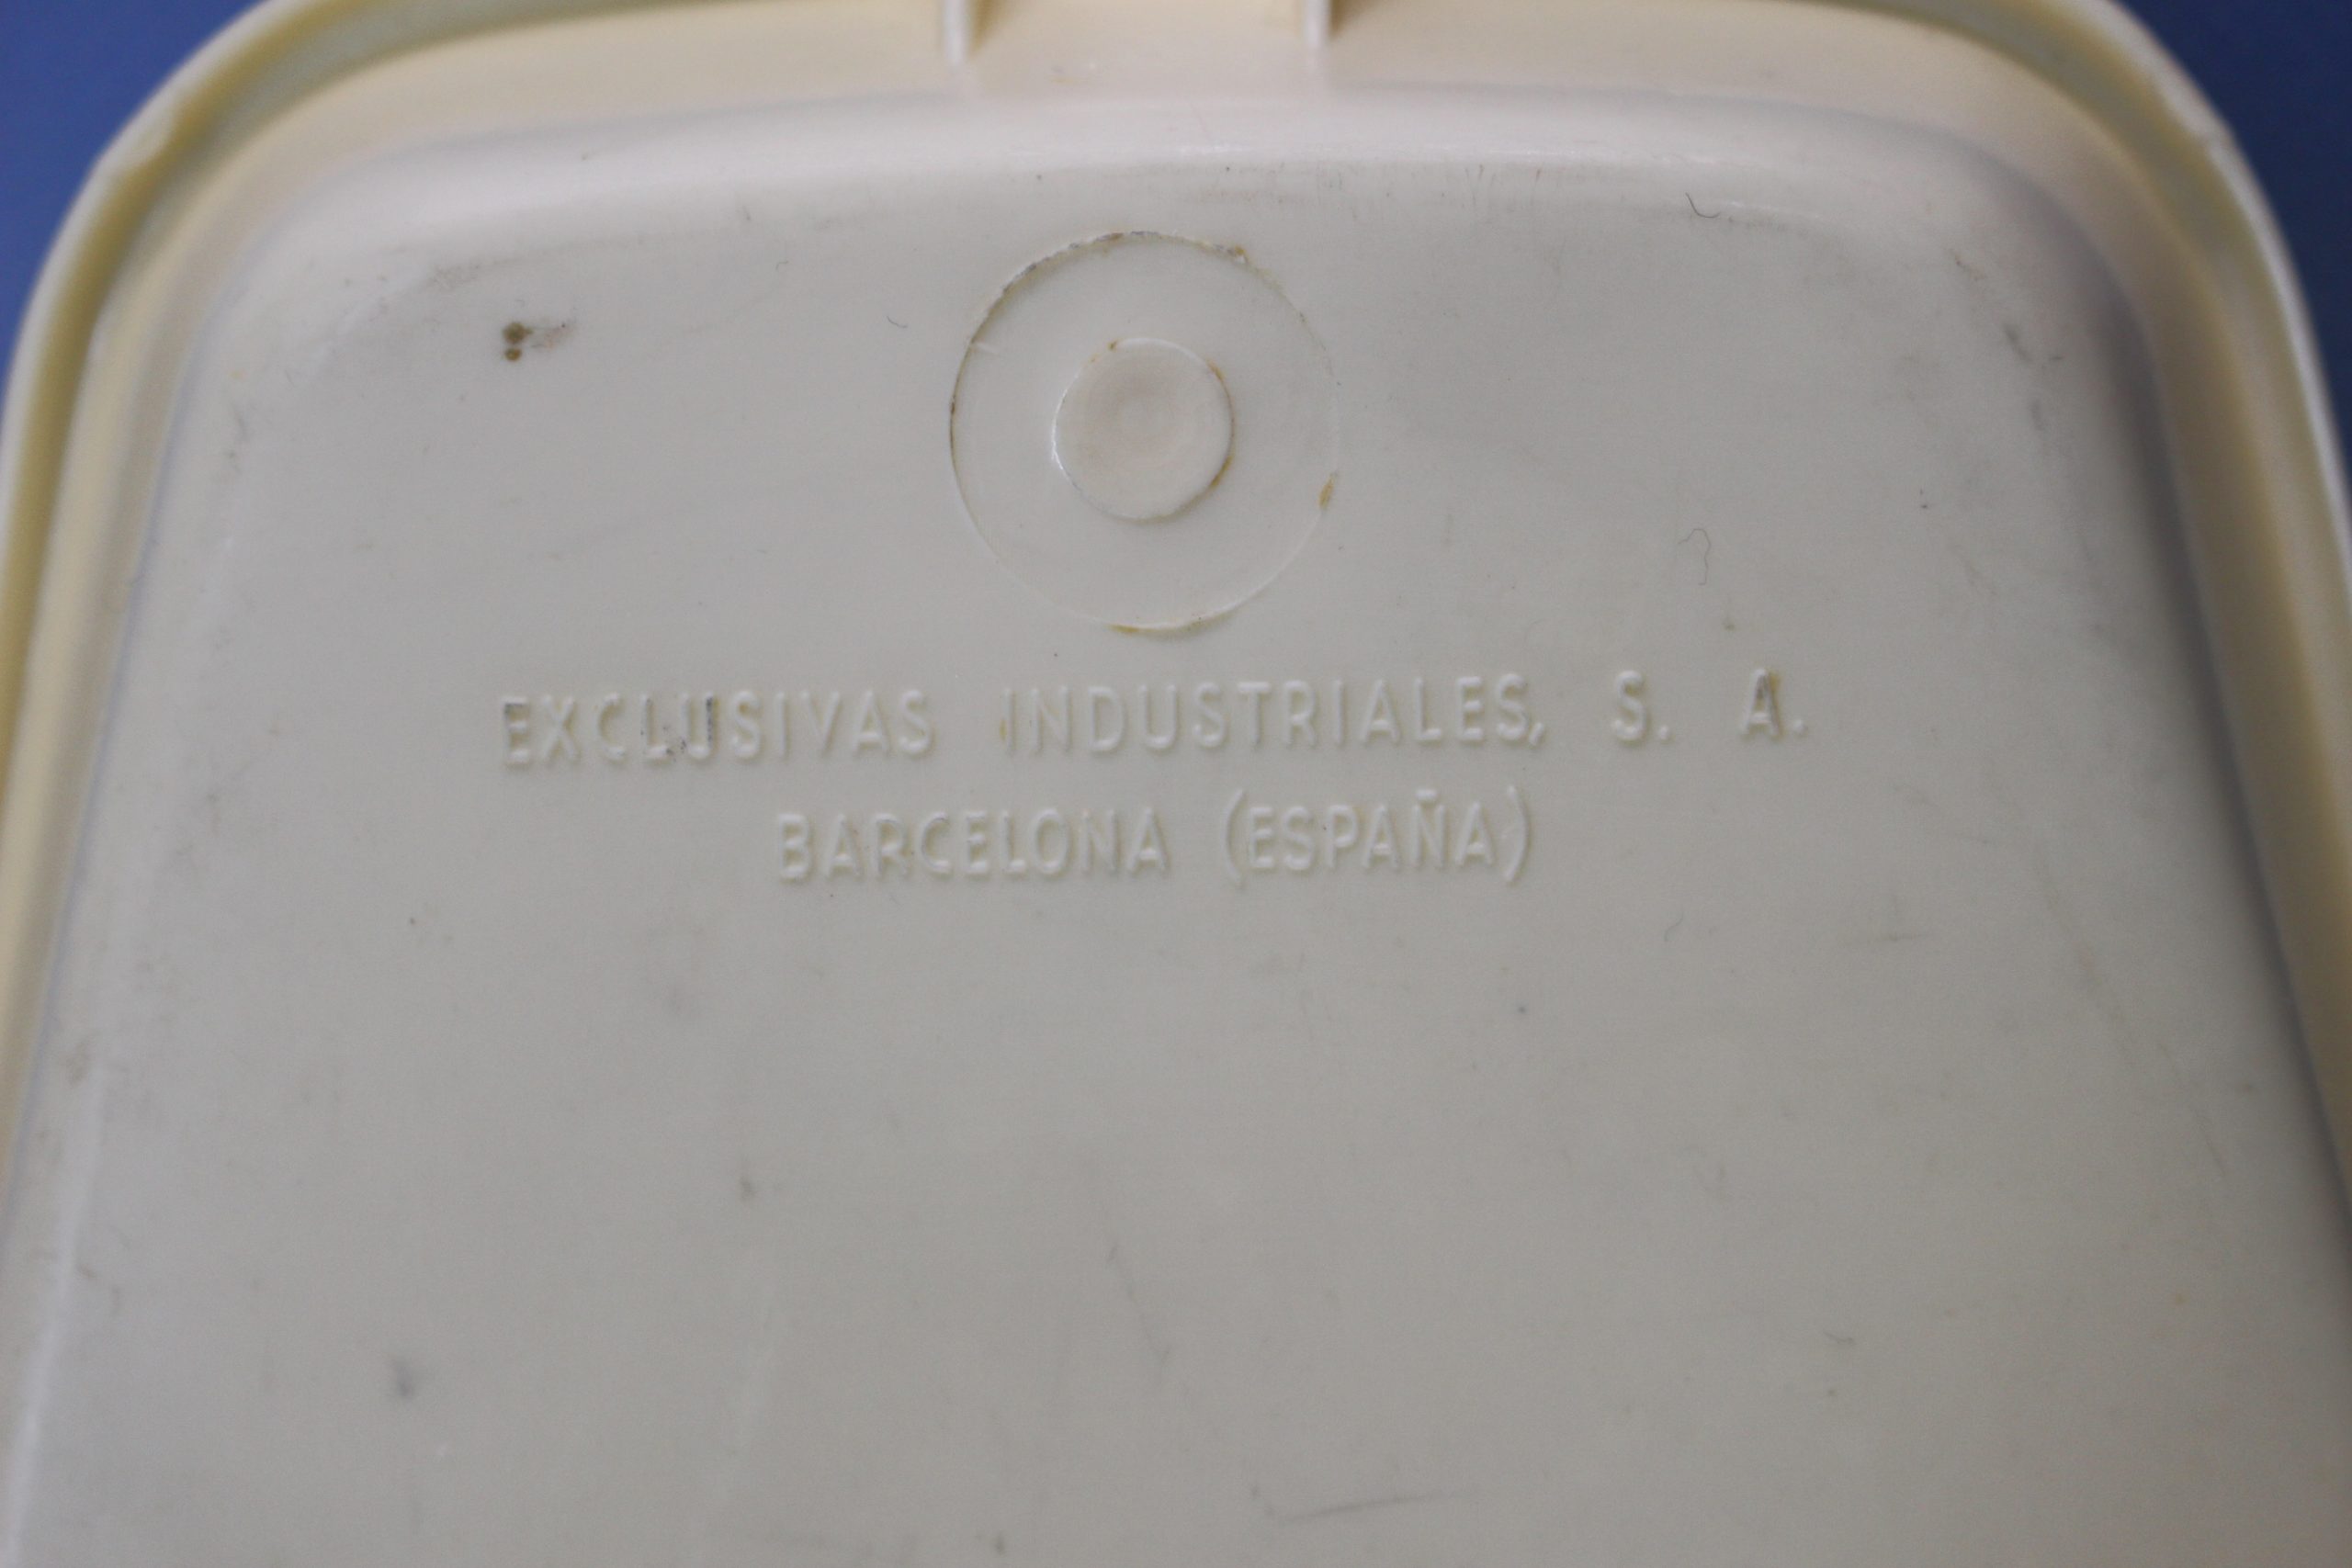 EXCLUSIVAS INDUSTRIALES, S. A.
BARCELONA (ESPAÑA)